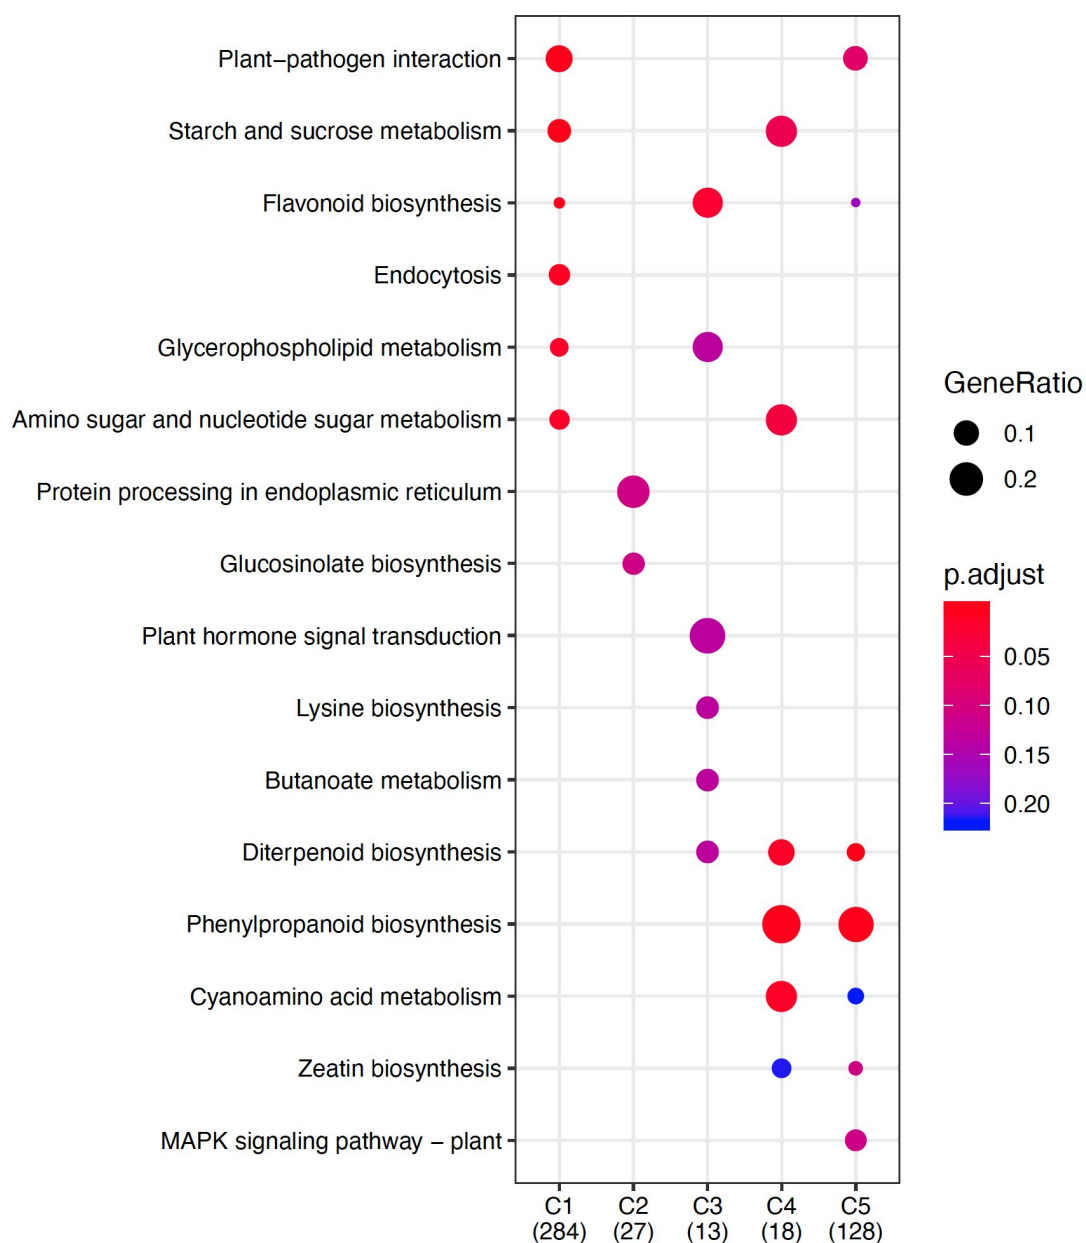 Plant−pathogen interaction
Starch and sucrose metabolism
Flavonoid biosynthesis
Endocytosis
Glycerophospholipid metabolism
Amino sugar and nucleotide sugar metabolism
Protein processing in endoplasmic reticulum
Glucosinolate biosynthesis
Plant hormone signal transduction
Lysine biosynthesis
Butanoate metabolism
Diterpenoid biosynthesis
Phenylpropanoid biosynthesis
Cyanoamino acid metabolism
Zeatin biosynthesis
MAPK signaling pathway − plant
C1 C2 C3 C4 C5
(284) (27) (13) (18) (128)
GeneRatio
0.1
0.2
p.adjust
0.05
0.10
0.15
0.20